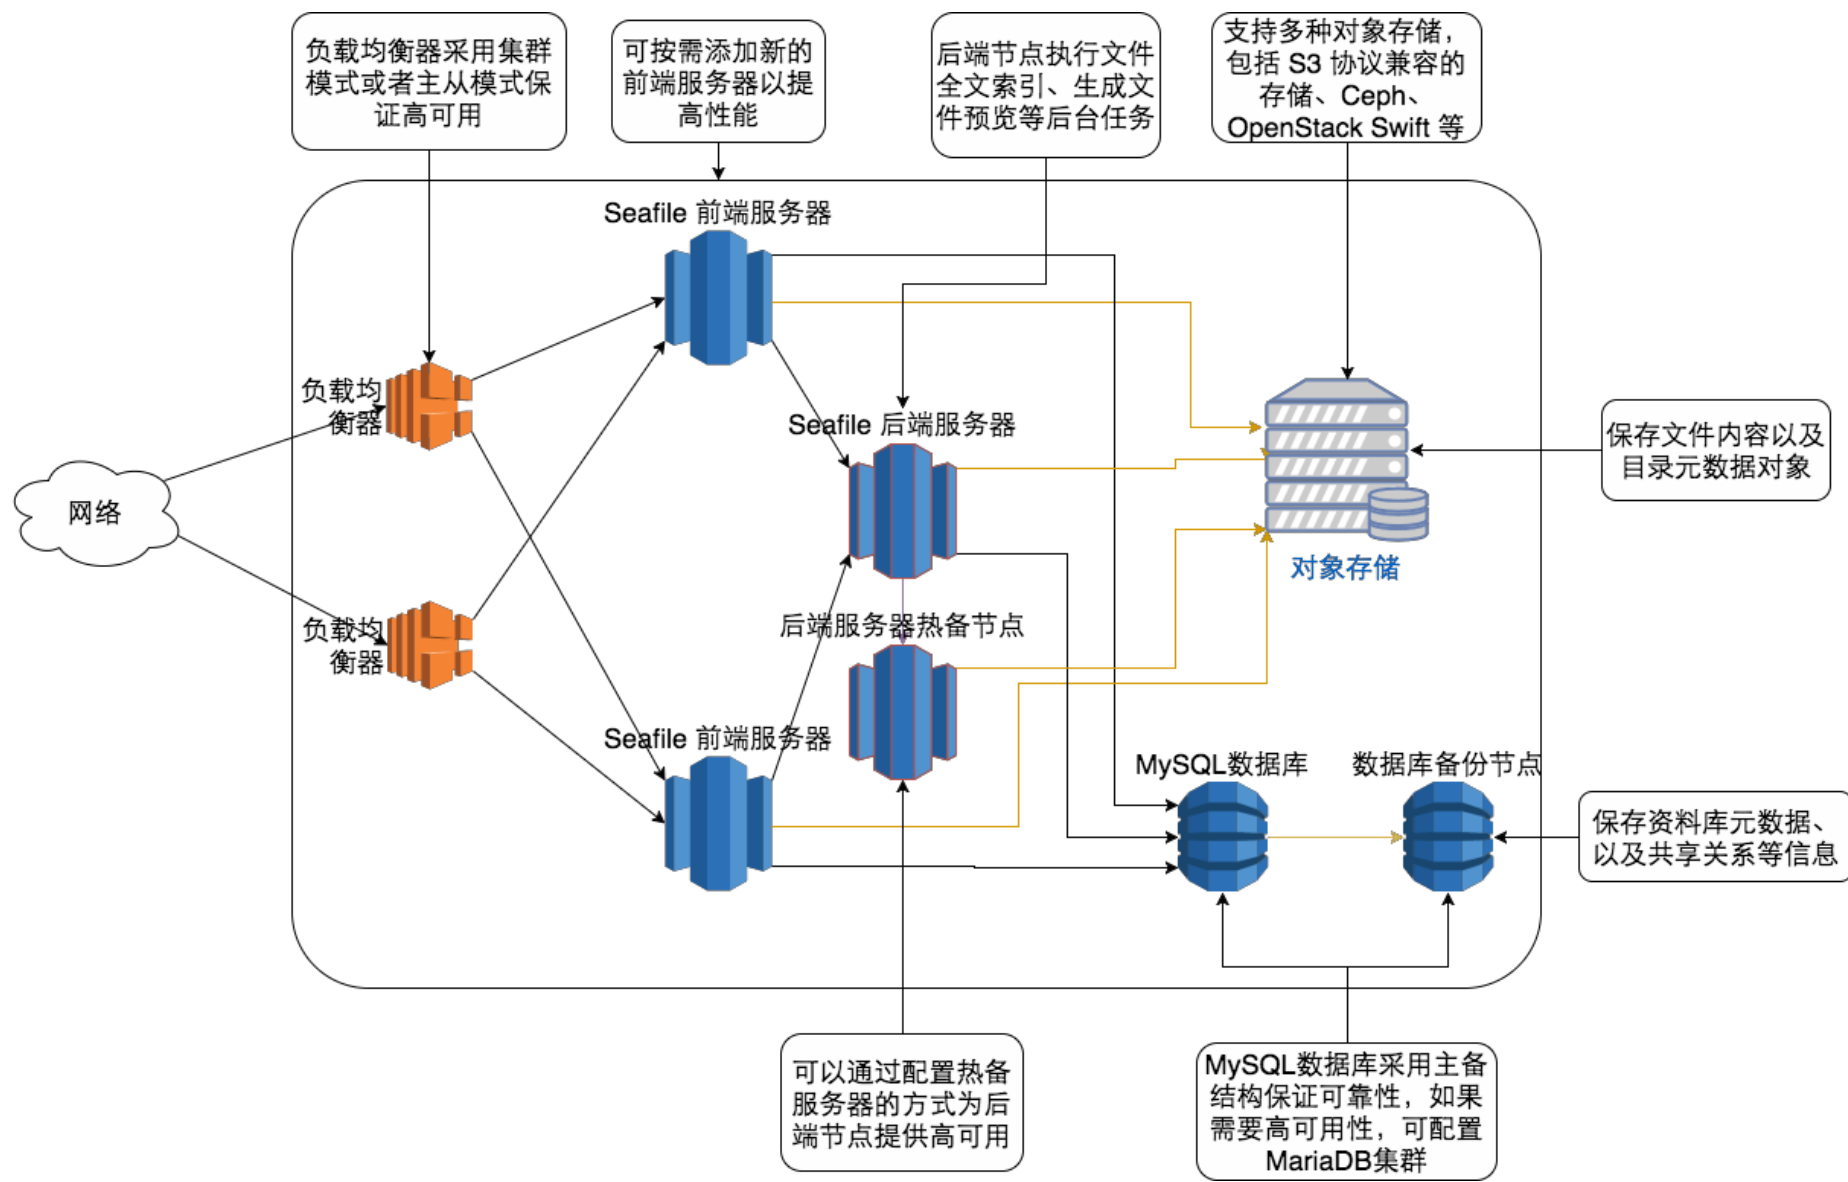 负载均衡器采用集群
模式或者主从模式保
证高可用
可按需添加新的
前端服务器以提
高性能
后端节点执行文件
全文索引、生成文
件预览等后台任务
支持多种对象存储，
包括 S3 协议兼容的
存储、Ceph、
OpenStack Swift 等
Seafile 前端服务器
负载均
衡器
Seafile 后端服务器
保存文件内容以及
目录元数据对象
网络
对象存储
负载均
衡器
后端服务器热备节点
Seafile 前端服务器
MySQL数据库
数据库备份节点
保存资料库元数据、
以及共享关系等信息
可以通过配置热备
服务器的方式为后
端节点提供高可用
MySQL数据库采用主备
结构保证可靠性，如果
需要高可用性，可配置
MariaDB集群